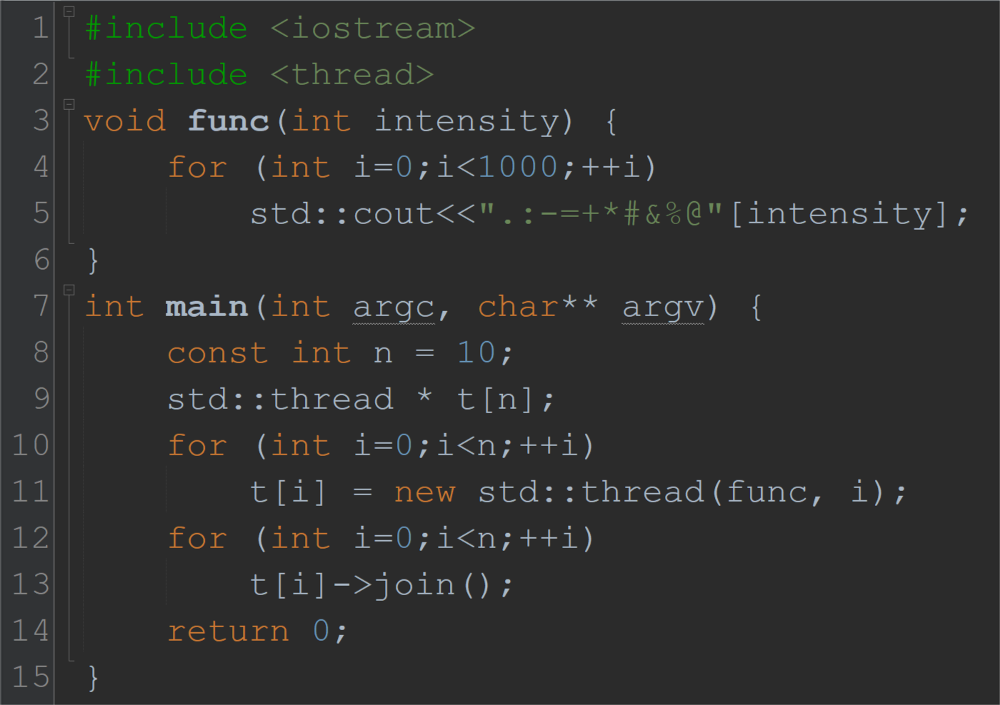 1 #include <iostream>
2 #include <thread>
3 void func(int intensity) {
4     for (int i=0;i<1000;++i)
5         std::cout<<".:-=+*#&%@"[intensity];
6 }
7 int main(int argc, char** argv) {
8     const int n = 10;
9     std::thread * t[n];
10     for (int i=0;i<n;++i)
11         t[i] = new std::thread(func, i);
12     for (int i=0;i<n;++i)
13         t[i]->join();
14     return 0;
15 }